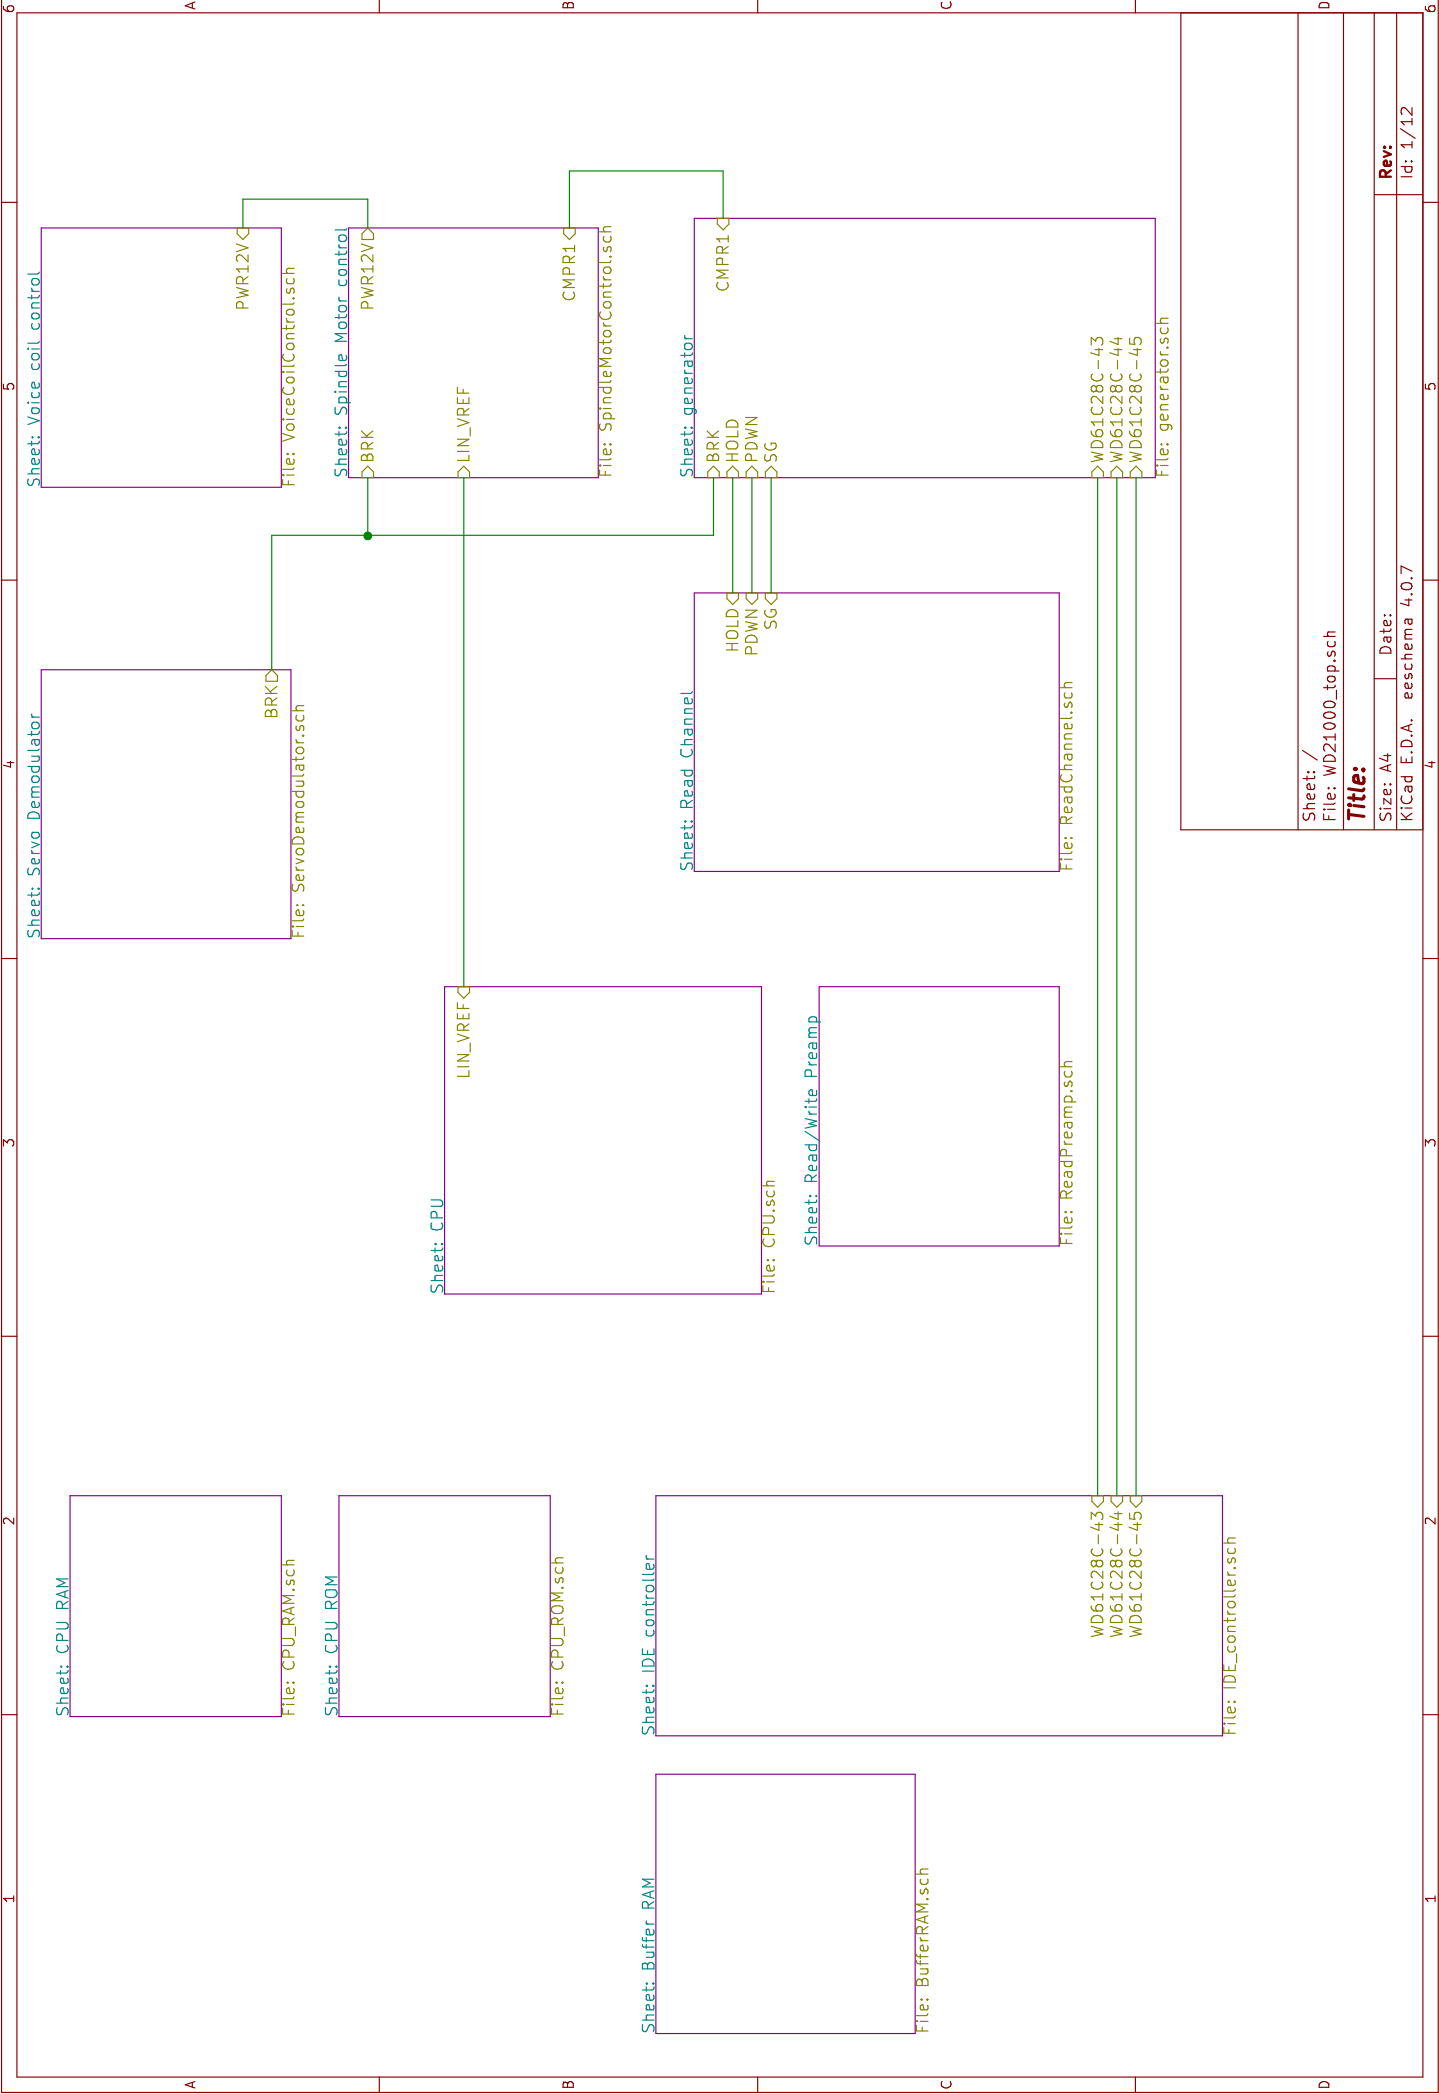 1
2
3
4
5
6
A
B
C
D
Sheet: Servo Demodulator
BRK
File: ServoDemodulator.sch
Sheet: Voice coil control
PWR12V
File: VoiceCoilControl.sch
Sheet: CPU RAM
File: CPU_RAM.sch
Sheet: CPU ROM
File: CPU_ROM.sch
Sheet: Spindle Motor control
PWR12V
BRK
LIN_VREF
CMPR1
File: SpindleMotorControl.sch
Sheet: CPU
LIN_VREF
File: CPU.sch
Sheet: Buffer RAM
File: BufferRAM.sch
Sheet: IDE controller
WD61C28C-43
WD61C28C-44
WD61C28C-45
File: IDE_controller.sch
Sheet: Read/Write Preamp
File: ReadPreamp.sch
Sheet: Read Channel
HOLD
PDWN
SG
File: ReadChannel.sch
Sheet: generator
BRK
CMPR1
HOLD
PDWN
SG
WD61C28C-43
WD61C28C-44
WD61C28C-45
File: generator.sch
Sheet: /
File: WD21000_top.sch
Title:
Size: A4 Date: Rev:
KiCad E.D.A. eeschema 4.0.7 Id: 1/12
A
B
C
D
1
2
3
4
5
6